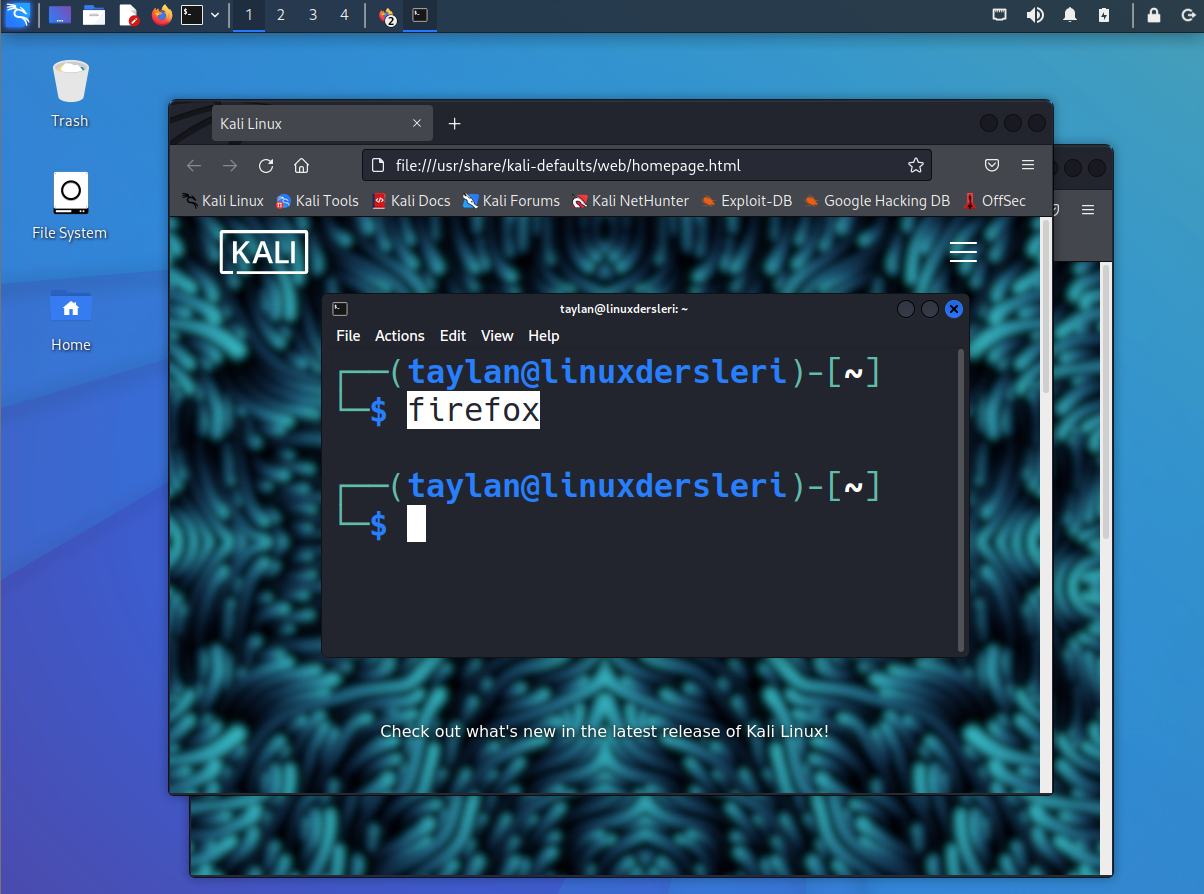 1 2 3 4 2
Trash
File System
Home
Kali Linux
file:///usr/share/kali-defaults/web/homepage.html
Kali Linux Kali Tools Kali Docs Kali Forums Kali NetHunter Exploit-DB Google Hacking DB OffSec
KALI
taylan@linuxdersleri: ~
File Actions Edit View Help
┌──(taylan@linuxdersleri)-[~]
└─$ firefox
┌──(taylan@linuxdersleri)-[~]
└─$
Check out what's new in the latest release of Kali Linux!